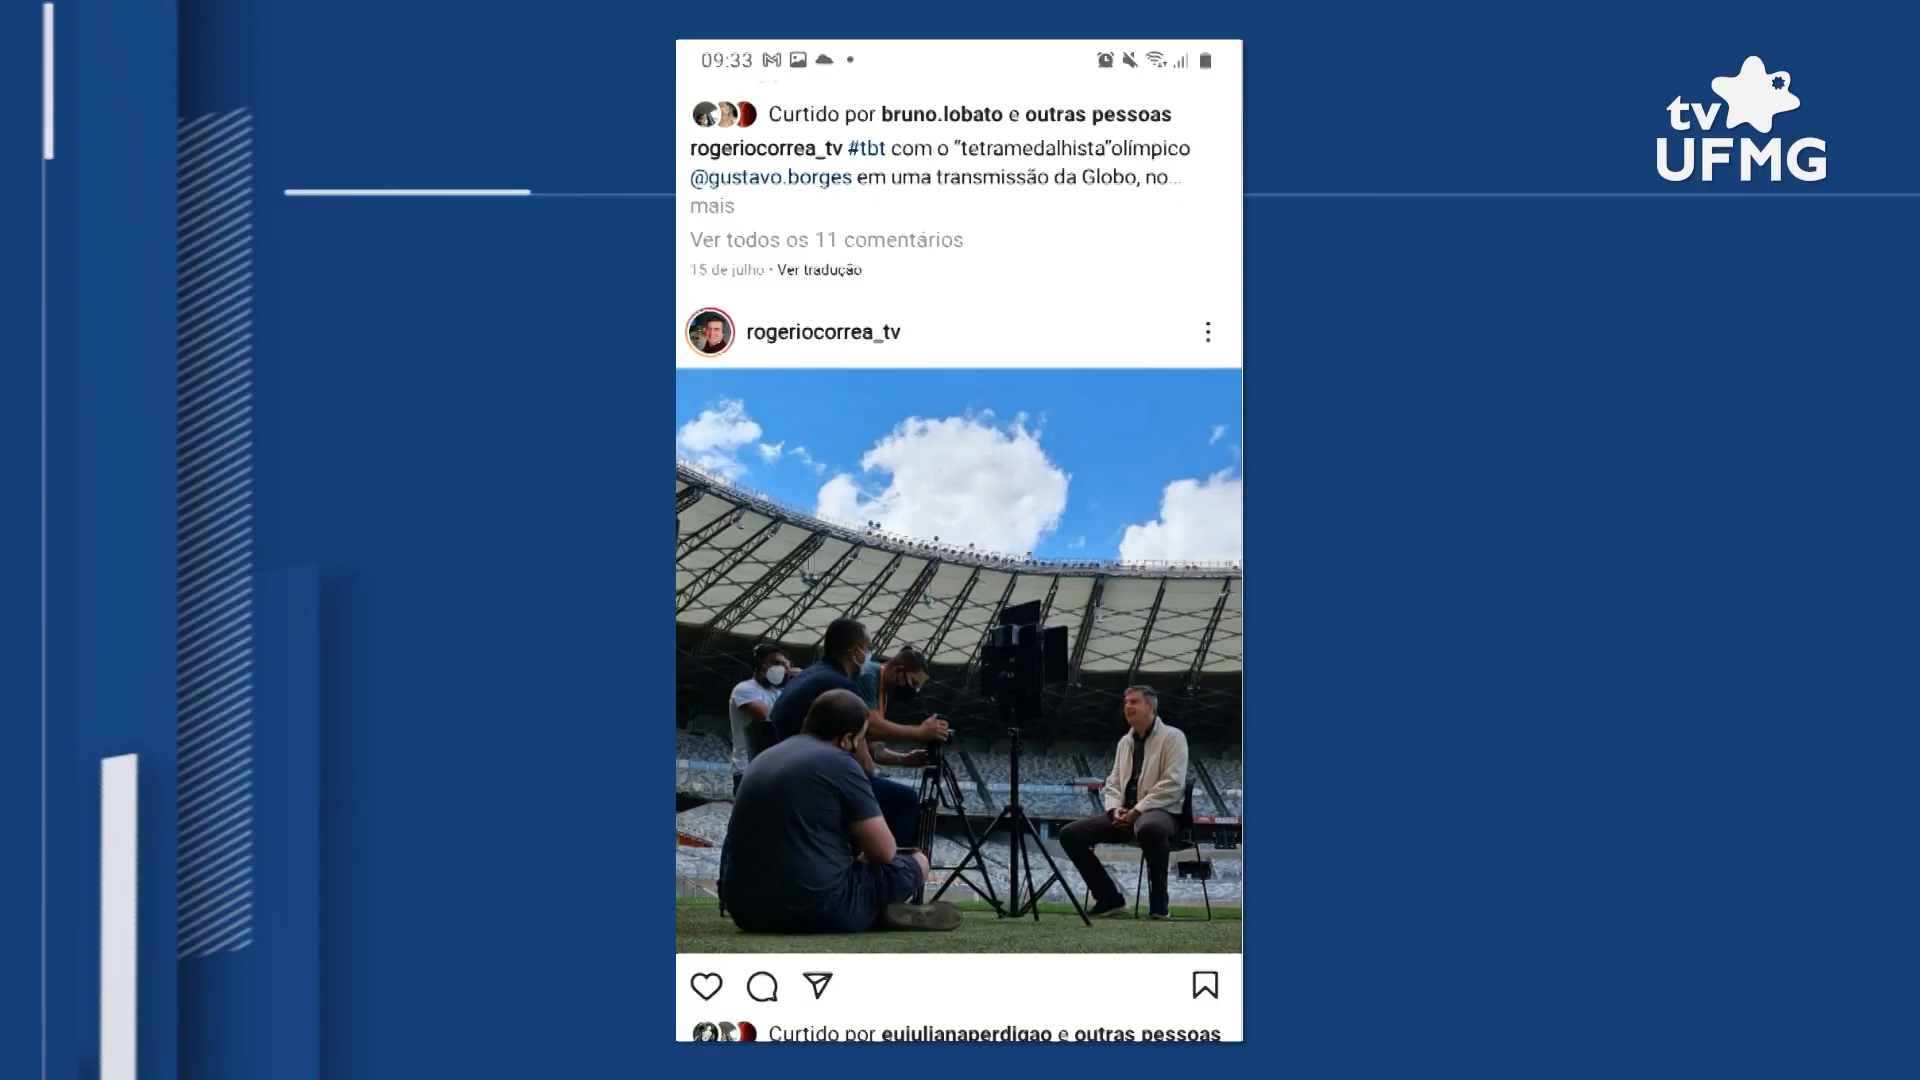 09:33
tv
UFMG
Curtido por bruno.lobato e outras pessoas
rogeriocorrea_tv #tbt com o “tetramedalhista”olímpico
@gustavo.borges em uma transmissão da Globo, no...
mais
Ver todos os 11 comentários
15 de julho • Ver tradução
rogeriocorrea_tv
Curtido por eujulianaperdigao e outras pessoas